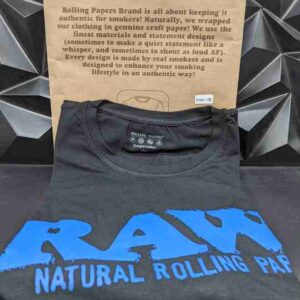 Rolling Papers Brand is all about keeping it
authentic for smokers! Naturally, we wrapped
our clothing in genuine craft paper! We use the
finest materials and statement designs
(sometimes to make a quiet statement like a
whisper, and sometimes to shout as loud AF).
Every design is made by real smokers and is
designed to enhance your smoking
lifestyle in an authentic way!
RAW
NATURAL ROLLING PAP